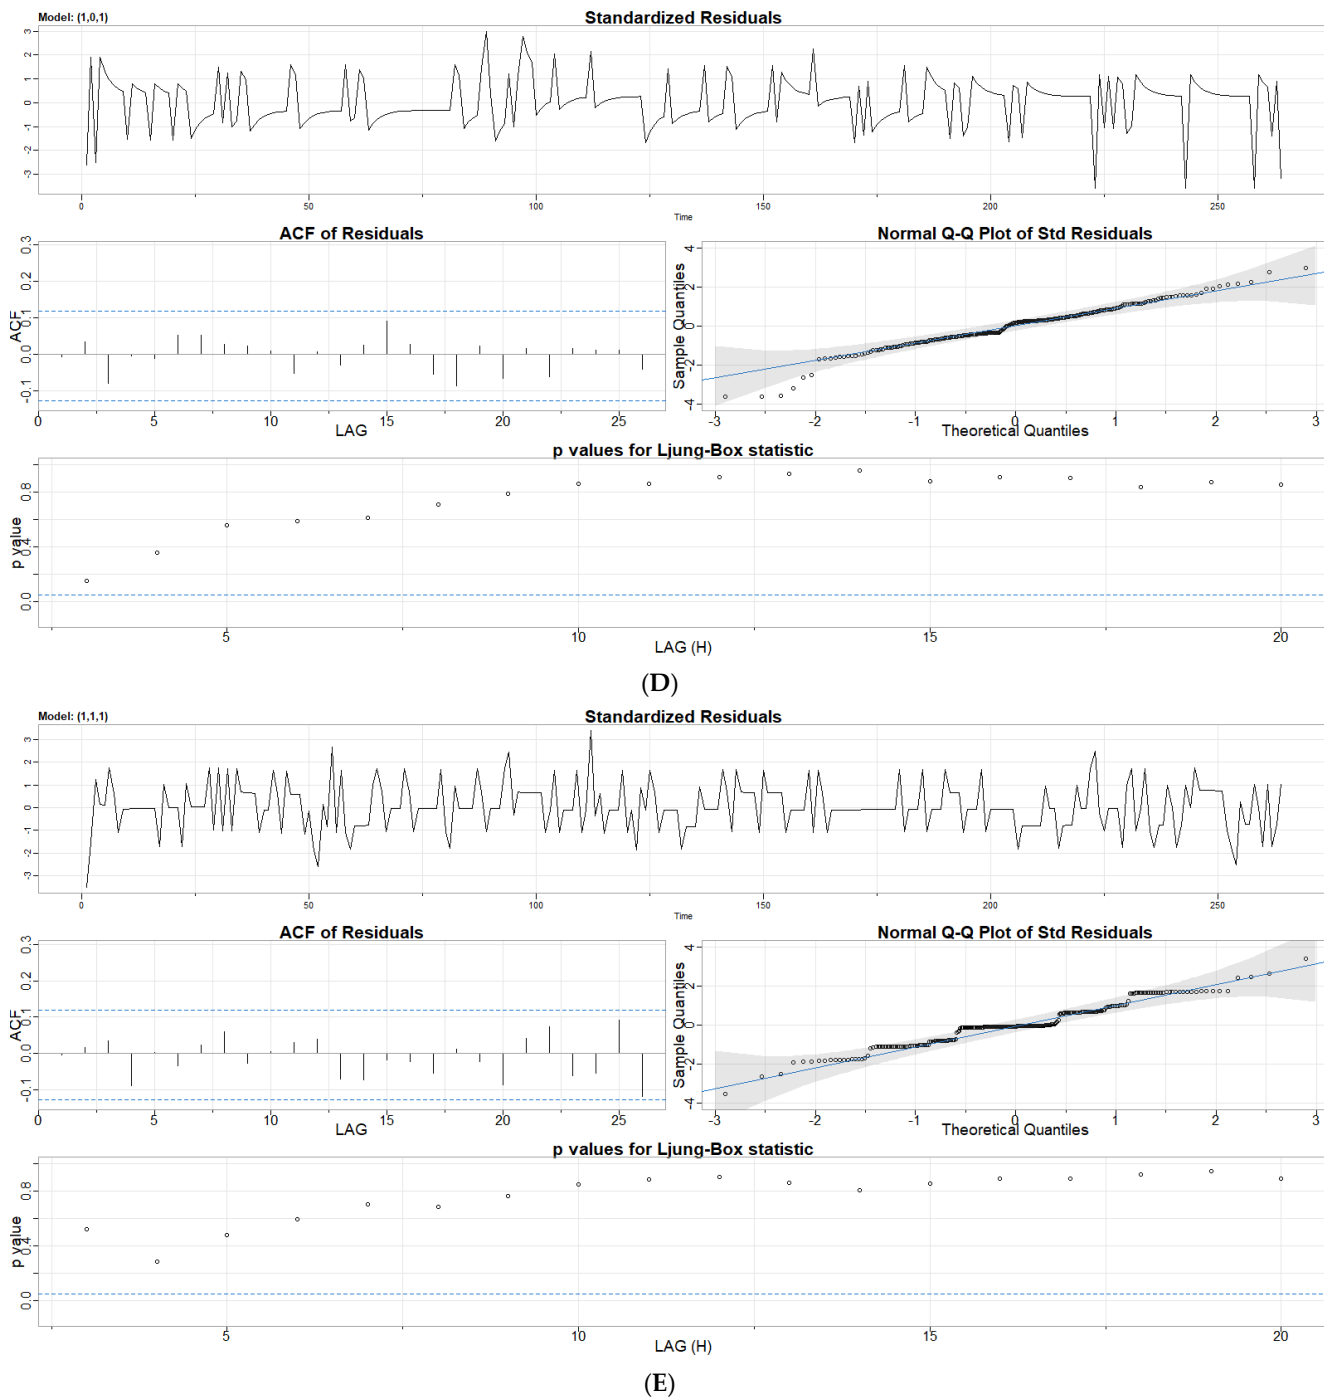 Model: (1,0,1) Standardized Residuals
3
2
1
0
-1
-2
-3
0 50 100 150 200 250
Time
ACF of Residuals Normal Q-Q Plot of Std Residuals
ACF
0.3
0.2
0.1
0.0
-0.1
0 5 10 15 20 25
LAG
Sample Quantiles
4
2
0
-2
-4
-3 -2 -1 0 1 2 3
Theoretical Quantiles
p values for Ljung-Box statistic
p value
0.8
0.4
0.0
5 10 15 20
LAG (H)
(D)
Model: (1,1,1) Standardized Residuals
3
2
1
0
-1
-2
-3
0 50 100 150 200 250
Time
ACF of Residuals Normal Q-Q Plot of Std Residuals
ACF
0.3
0.2
0.1
0.0
-0.1
0 5 10 15 20 25
LAG
Sample Quantiles
4
2
0
-2
-4
-3 -2 -1 0 1 2 3
Theoretical Quantiles
p values for Ljung-Box statistic
p value
0.8
0.4
0.0
5 10 15 20
LAG (H)
(E)